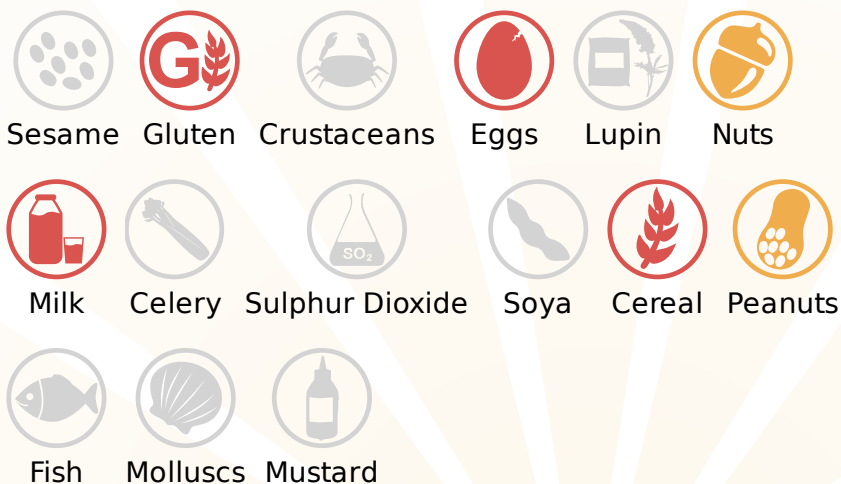 G
Sesame Gluten Crustaceans Eggs Lupin Nuts
SO₂
Milk Celery Sulphur Dioxide Soya Cereal Peanuts
Fish Molluscs Mustard